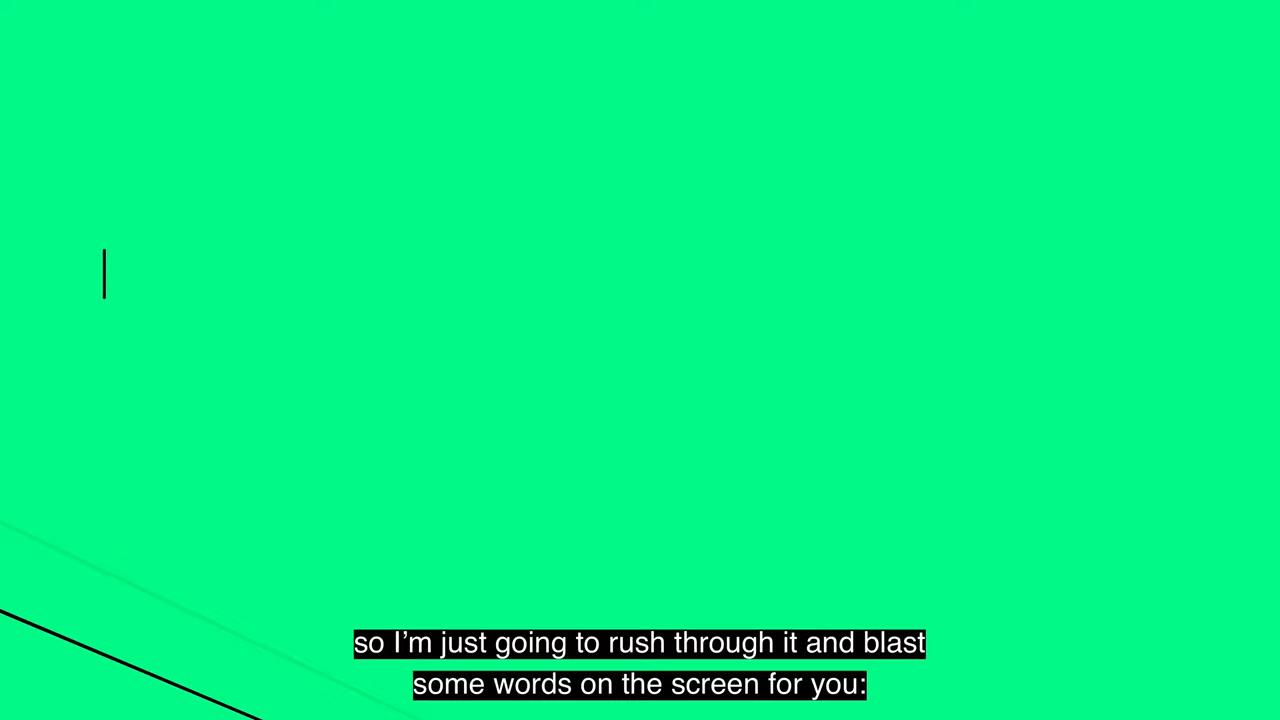 so I’m just going to rush through it and blast
some words on the screen for you: